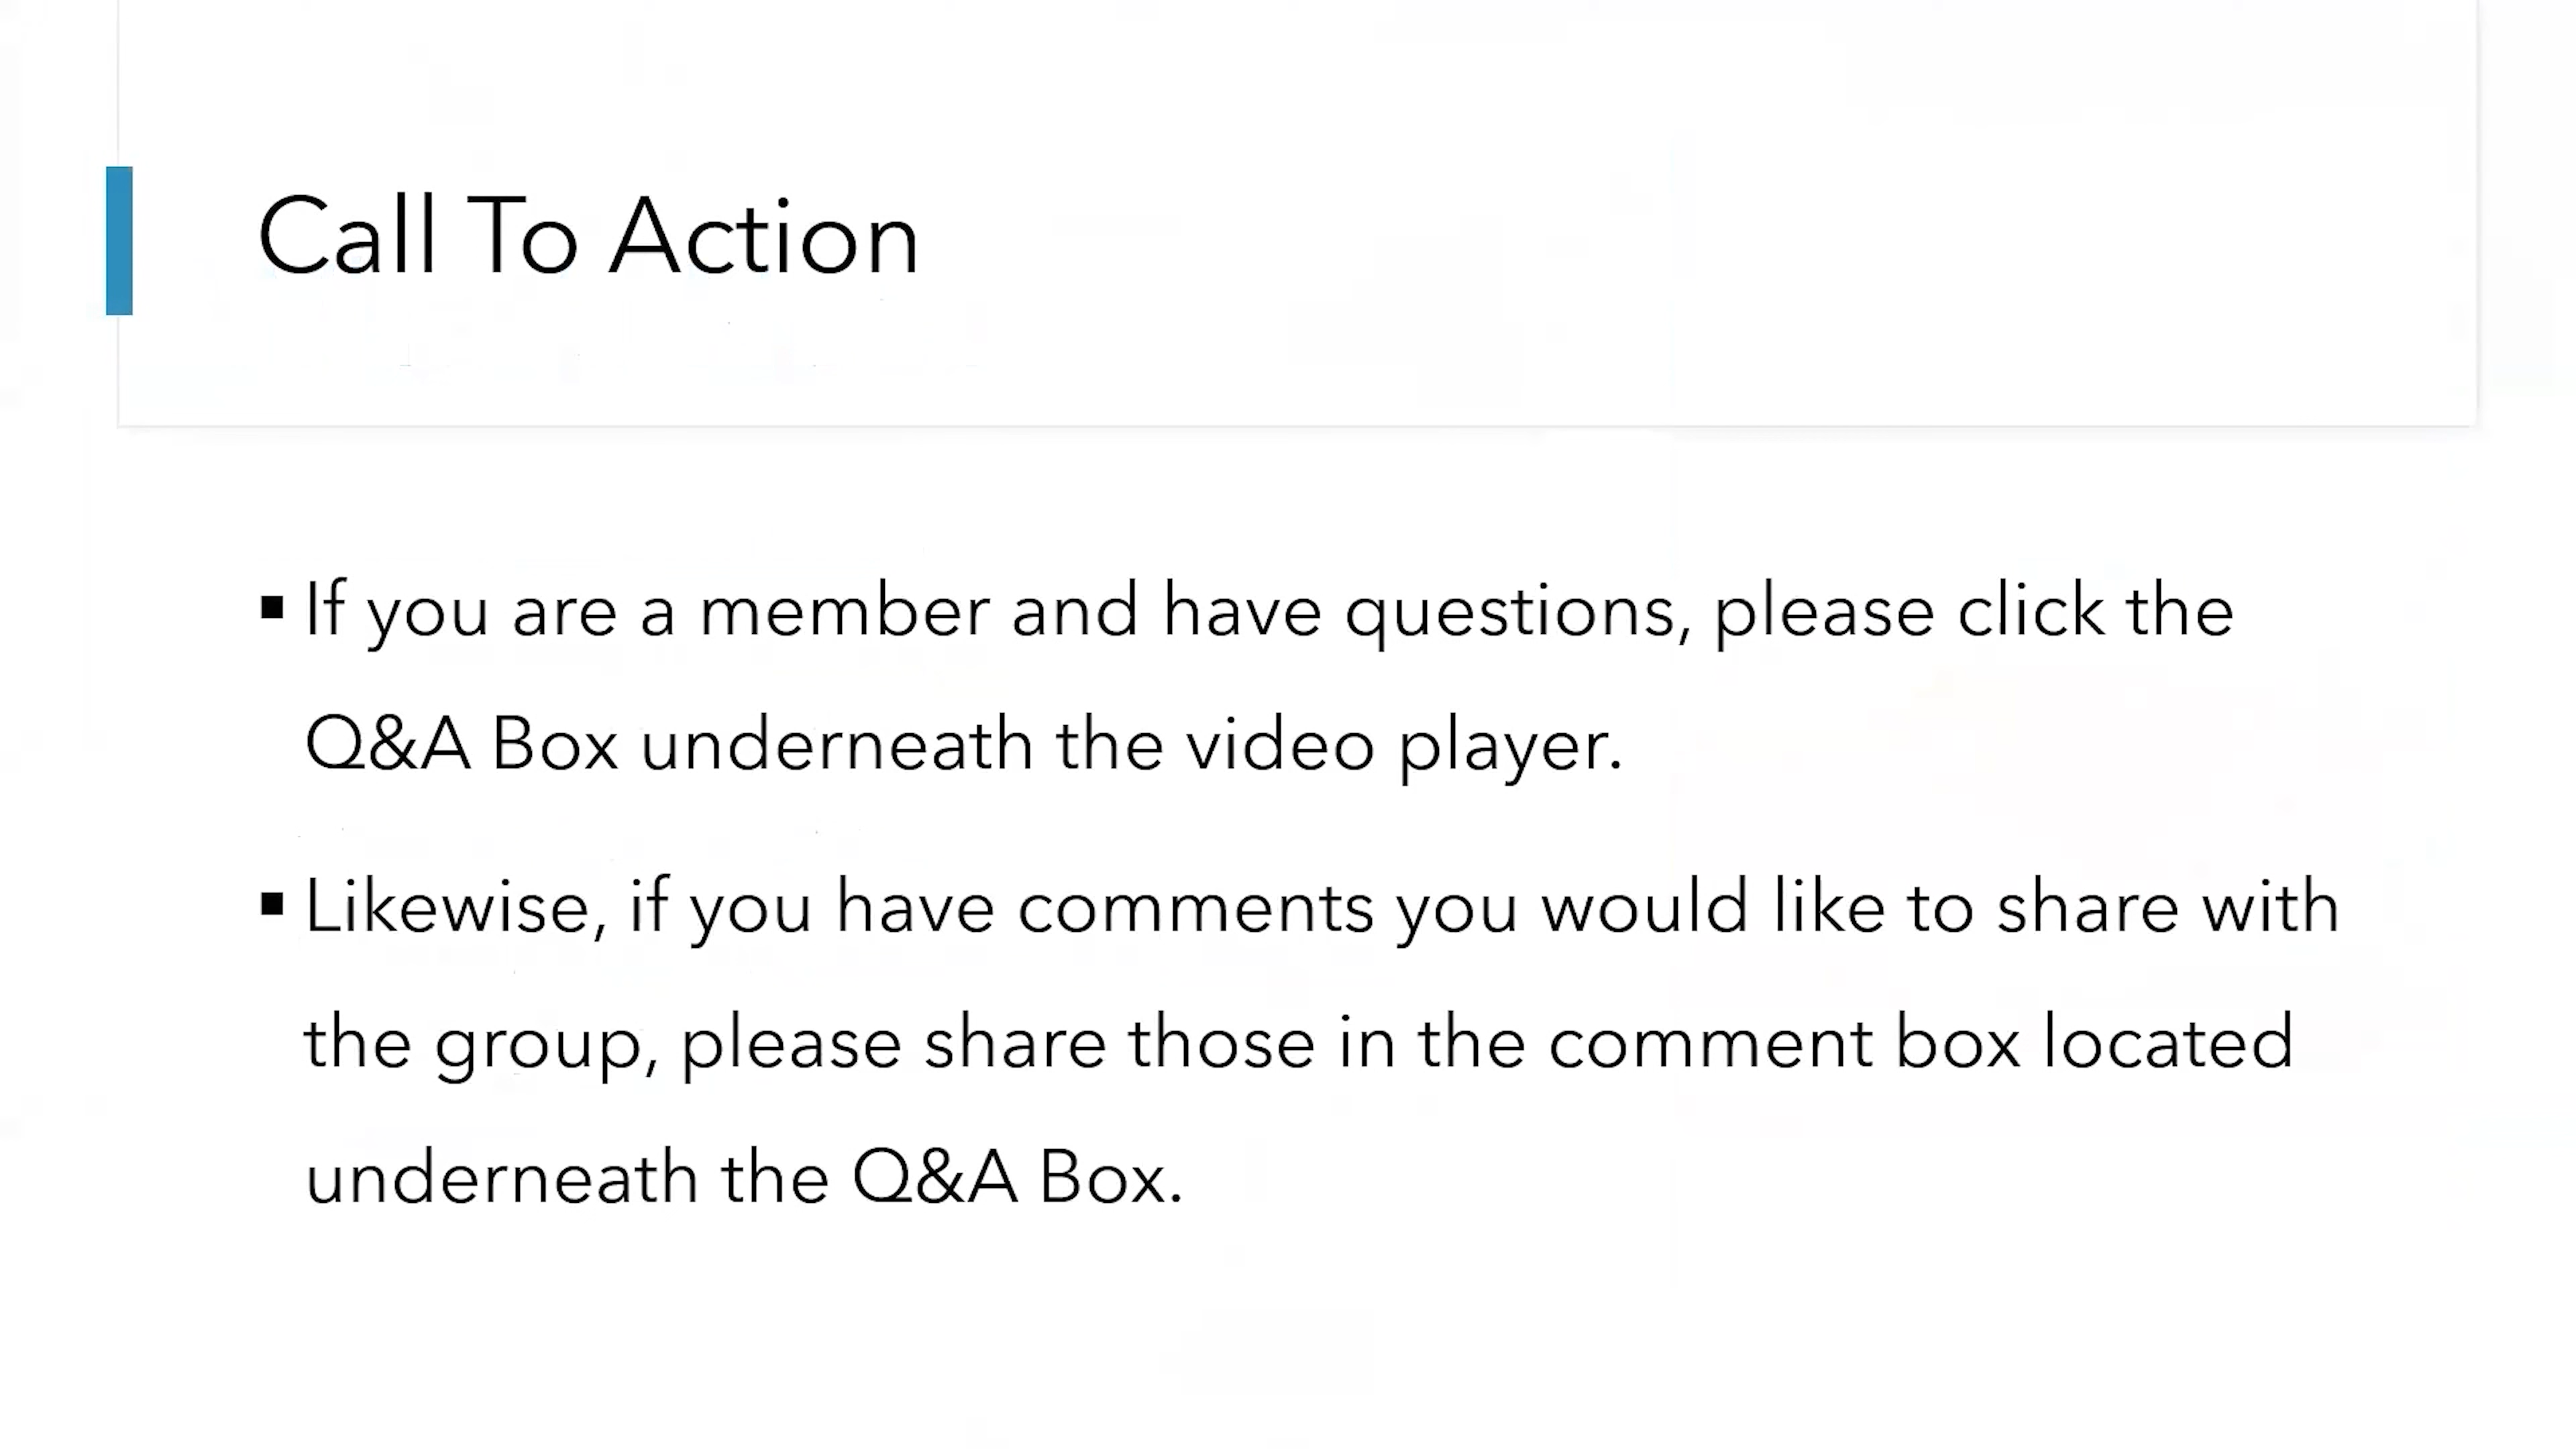 Call To Action
▪ If you are a member and have questions, please click the
Q&A Box underneath the video player.
▪ Likewise, if you have comments you would like to share with
the group, please share those in the comment box located
underneath the Q&A Box.